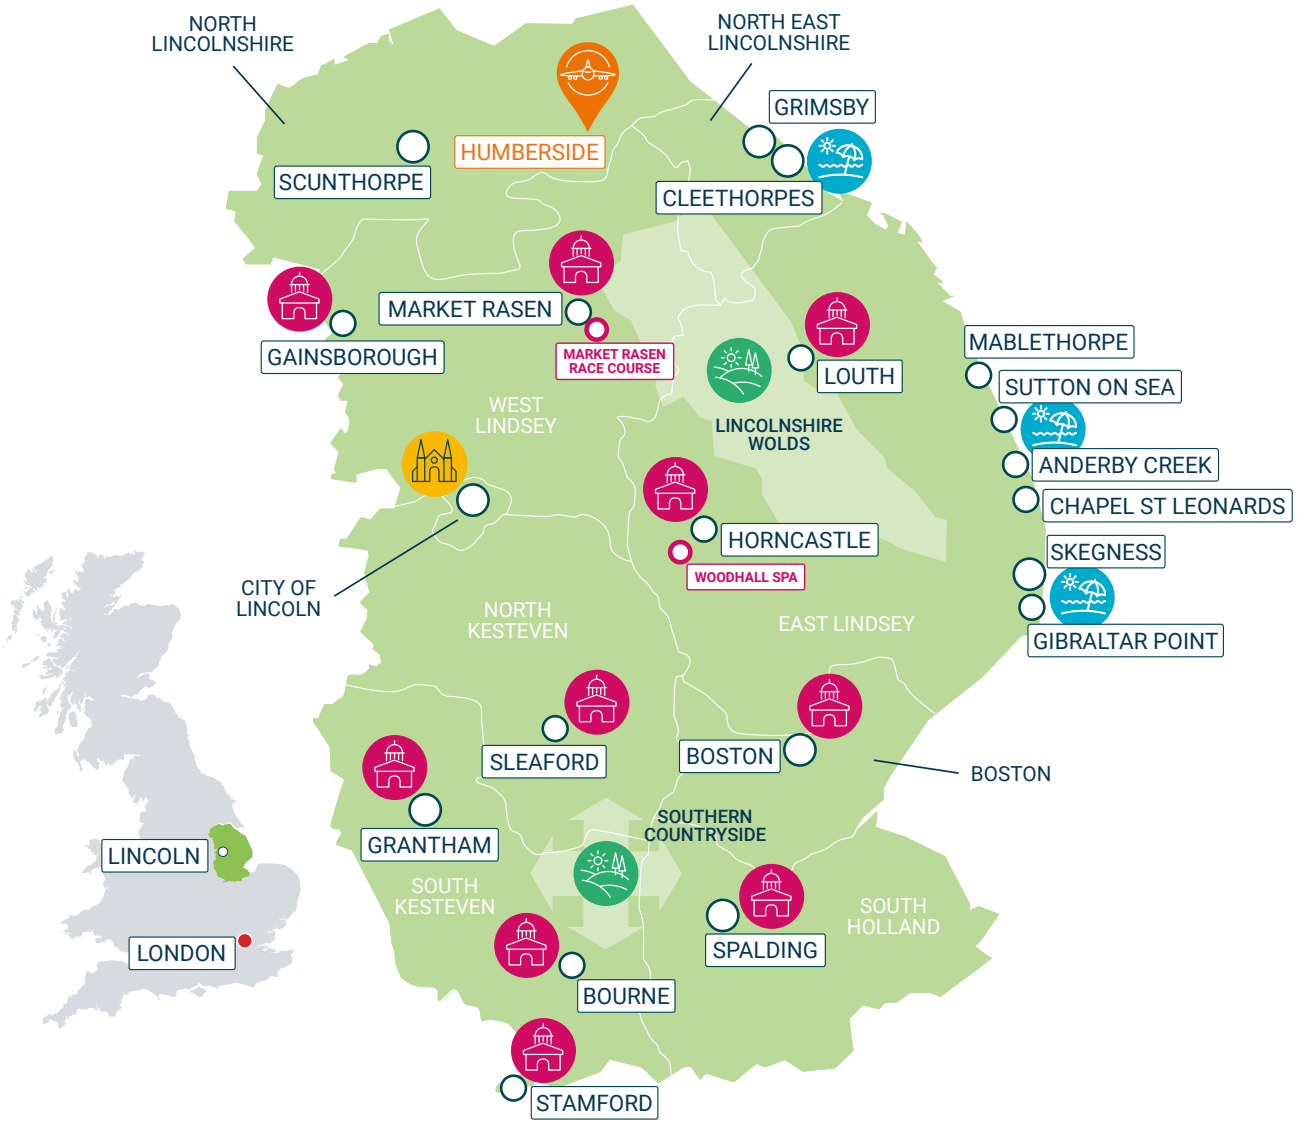 NORTH
LINCOLNSHIRE
NORTH EAST
LINCOLNSHIRE
GRIMSBY
HUMBERSIDE
SCUNTHORPE
CLEETHORPES
MARKET RASEN
GAINSBOROUGH
MARKET RASEN
RACE COURSE
LOUTH
MABLETHORPE
SUTTON ON SEA
WEST
LINDSEY
LINCOLNSHIRE
WOLDS
ANDERBY CREEK
CHAPEL ST LEONARDS
HORNCASTLE
SKEGNESS
WOODHALL SPA
CITY OF
LINCOLN
NORTH
KESTEVEN
EAST LINDSEY
GIBRALTAR POINT
SLEAFORD
BOSTON
BOSTON
SOUTHERN
COUNTRYSIDE
GRANTHAM
LINCOLN
SOUTH
KESTEVEN
SOUTH
HOLLAND
LONDON
SPALDING
BOURNE
STAMFORD